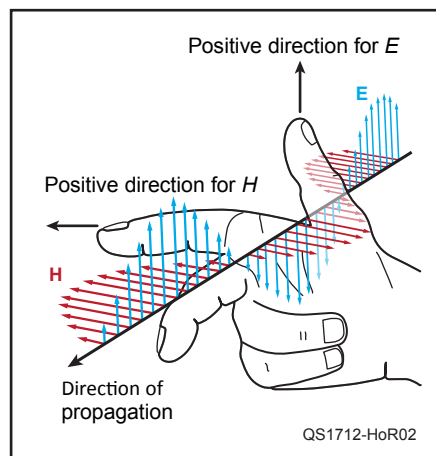 Positive direction for E
E
Positive direction for H
H
Direction of
propagation
QS1712-HoR02